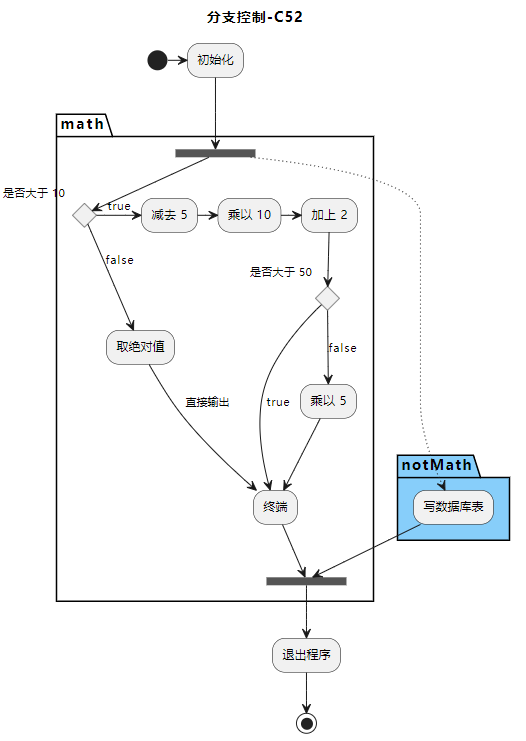 分支控制-C52
初始化
math
是否大于 10
true
减去 5
乘以 10
加上 2
false
是否大于 50
取绝对值
false
直接输出
true
乘以 5
notMath
终端
写数据库表
退出程序